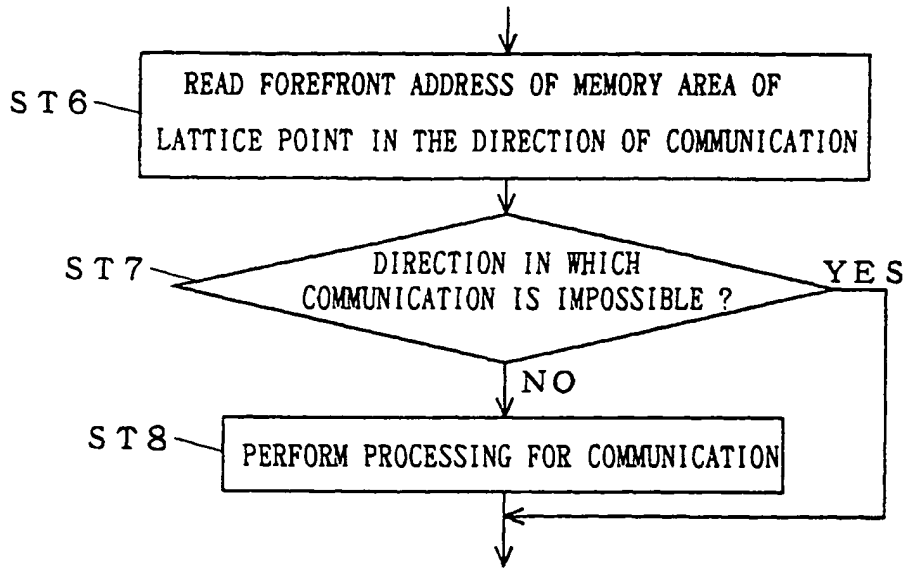 ST6
READ FOREFRONT ADDRESS OF MEMORY AREA OF
LATTICE POINT IN THE DIRECTION OF COMMUNICATION
ST7
DIRECTION IN WHICH
COMMUNICATION IS IMPOSSIBLE ?
YES
NO
ST8
PERFORM PROCESSING FOR COMMUNICATION